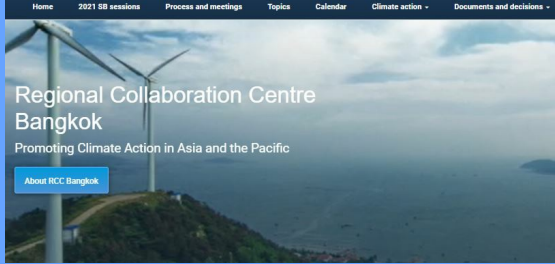 Home 2021 SB sessions Process and meetings Topics Calendar Climate action Documents and decisions
Regional Collaboration Centre
Bangkok
Promoting Climate Action in Asia and the Pacific
About RCC Bangkok